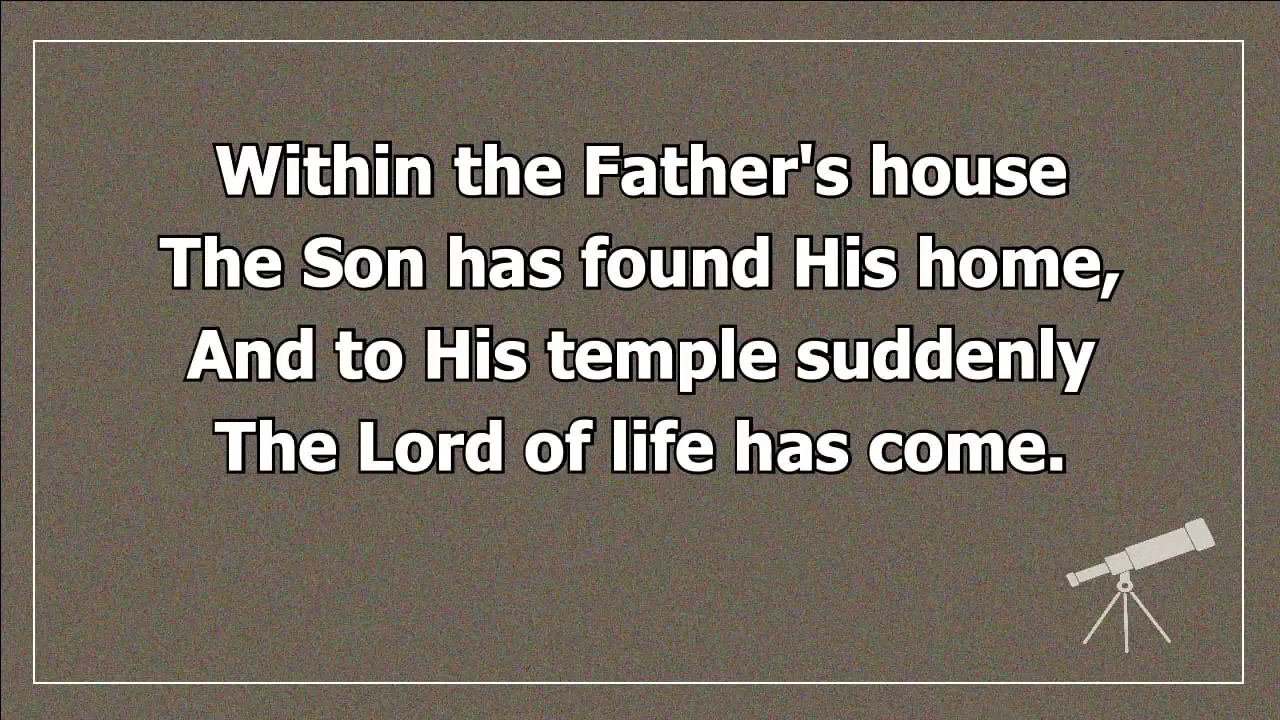 Within the Father's house
The Son has found His home,
And to His temple suddenly
The Lord of life has come.